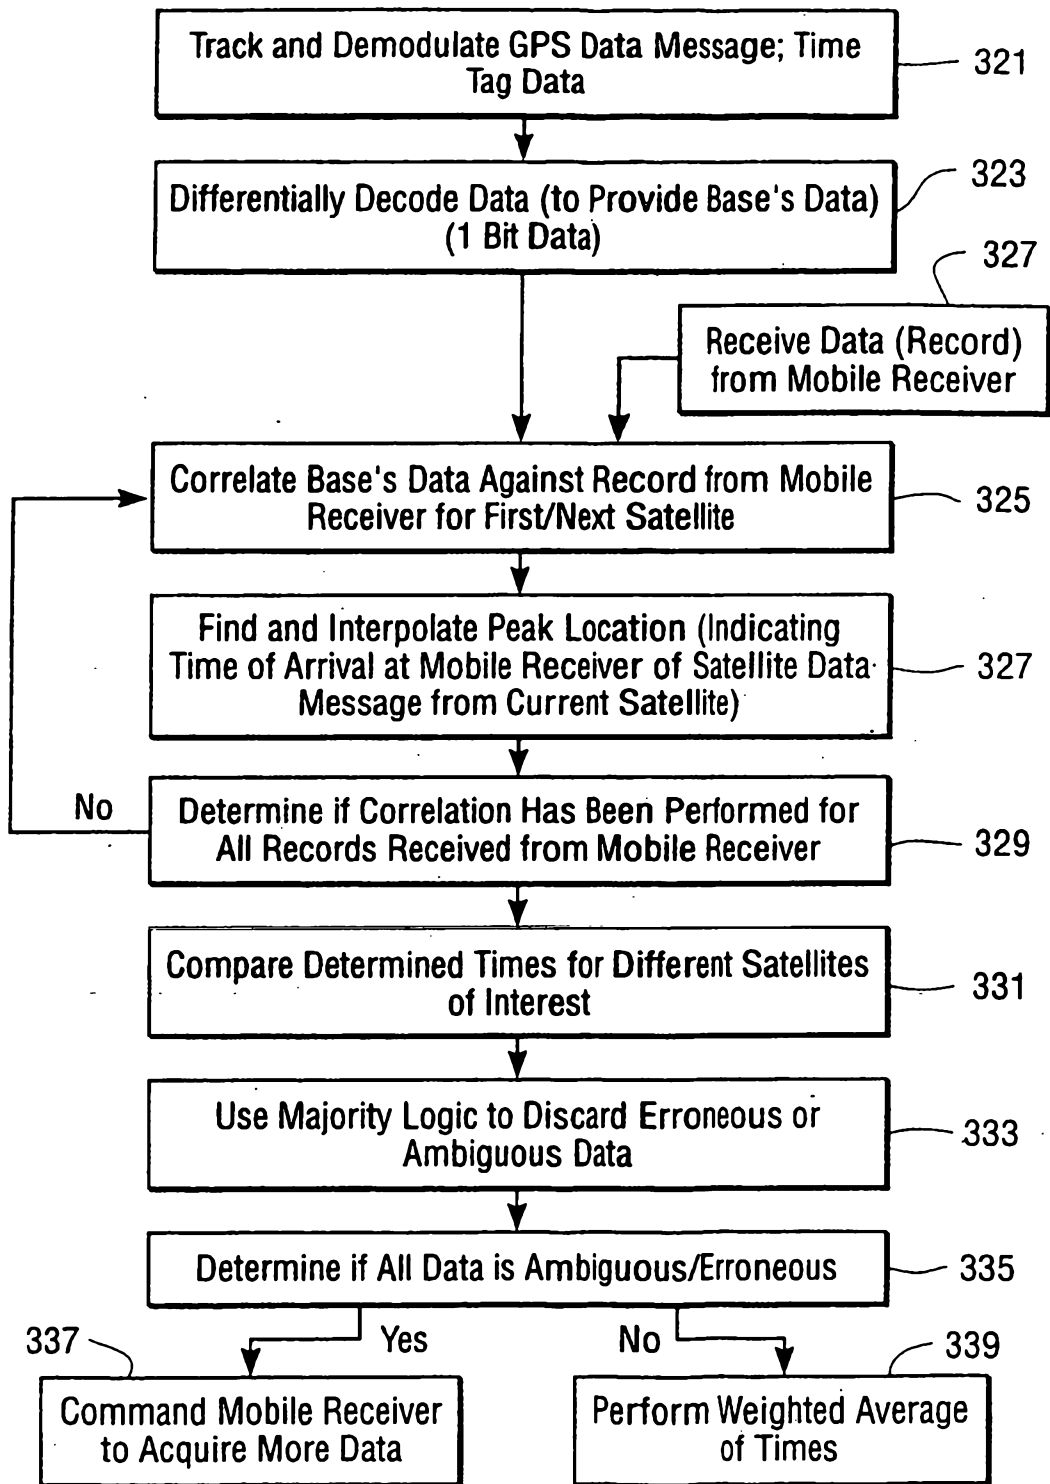 Track and Demodulate GPS Data Message; Time
Tag Data
321
Differentially Decode Data (to Provide Base's Data)
(1 Bit Data)
323
327
Receive Data (Record)
from Mobile Receiver
Correlate Base's Data Against Record from Mobile
Receiver for First/Next Satellite
325
Find and Interpolate Peak Location (Indicating
Time of Arrival at Mobile Receiver of Satellite Data
Message from Current Satellite)
327
No
Determine if Correlation Has Been Performed for
All Records Received from Mobile Receiver
329
Compare Determined Times for Different Satellites
of Interest
331
Use Majority Logic to Discard Erroneous or
Ambiguous Data
333
Determine if All Data is Ambiguous/Erroneous
335
337
Yes
No
339
Command Mobile Receiver
to Acquire More Data
Perform Weighted Average
of Times